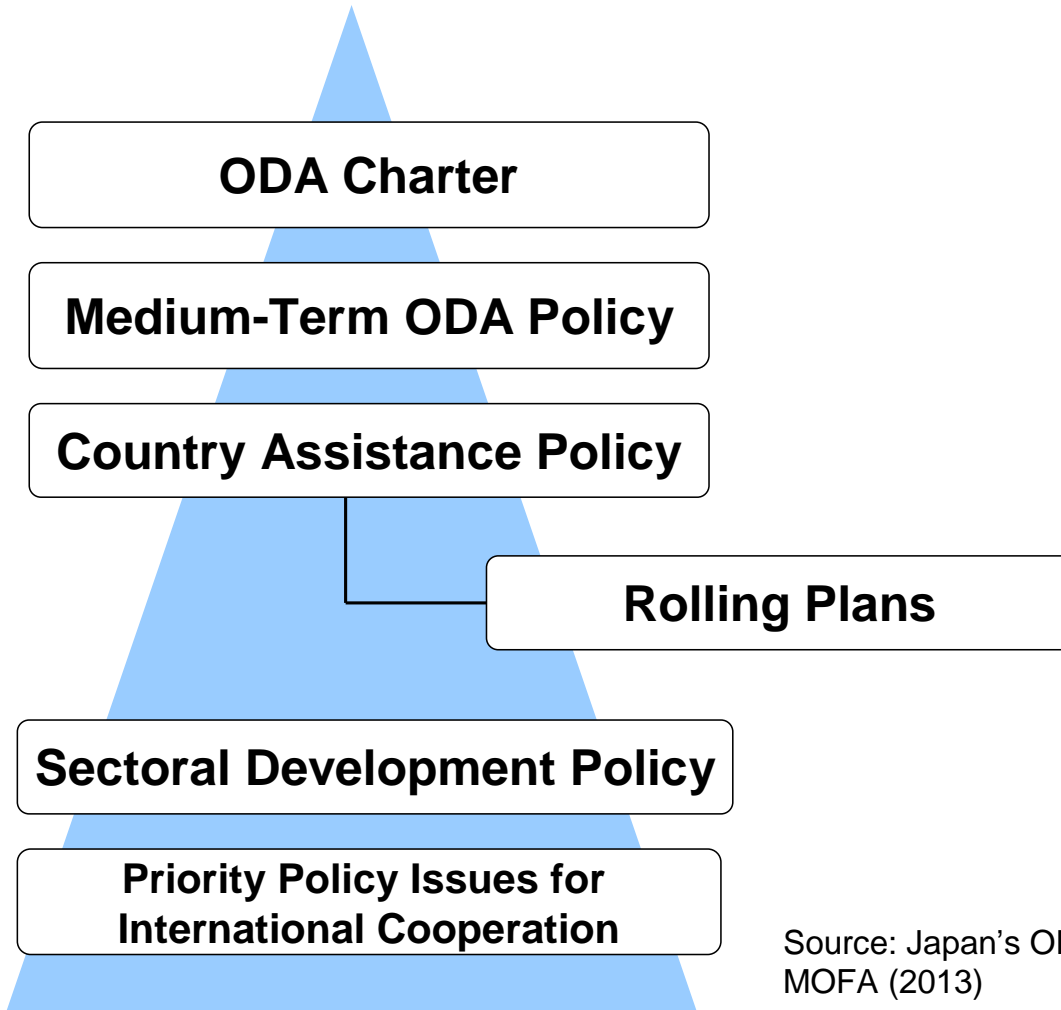 ODA Charter
Medium-Term ODA Policy
Country Assistance Policy
Rolling Plans
Sectoral Development Policy
Priority Policy Issues for
International Cooperation
Source: Japan’s
MOFA (2013)